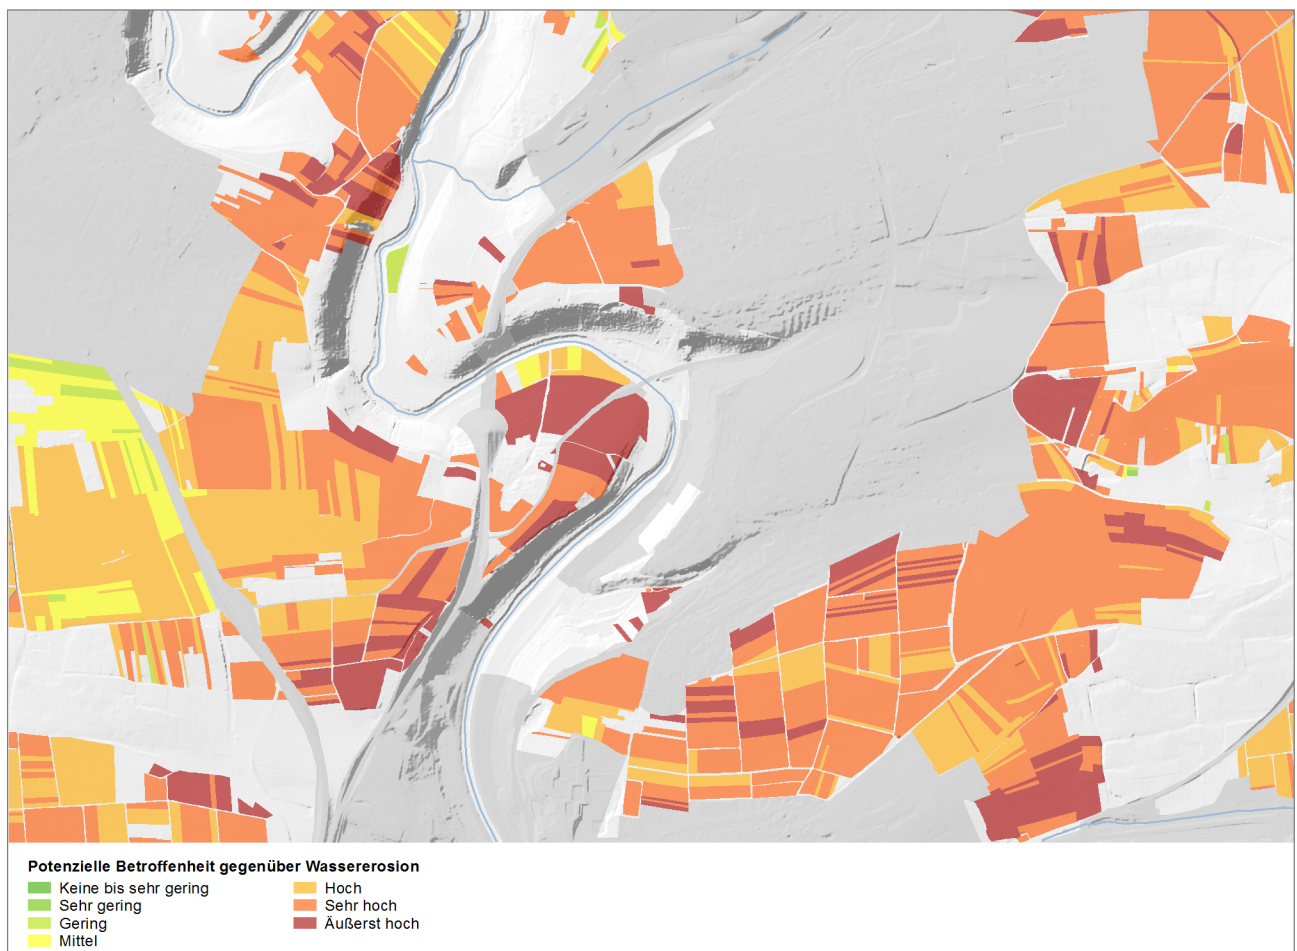 Potenzielle Betroffenheit gegenüber Wassererosion
Keine bis sehr gering
Sehr gering
Gering
Mittel
Hoch
Sehr hoch
Äußerst hoch